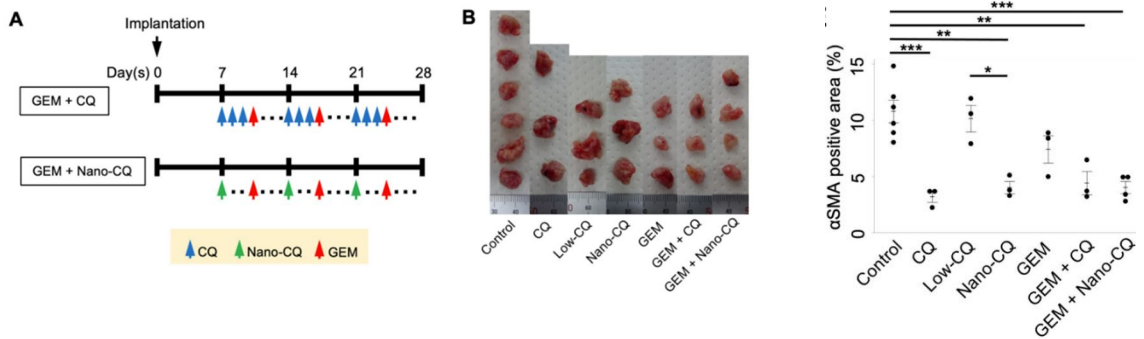 A
Implantation
Day(s) 0 7 14 21 28
GEM + CQ
GEM + Nano-CQ
CQ Nano-CQ GEM
B
Control
CQ
Low-CQ
Nano-CQ
GEM
GEM + CQ
GEM + Nano-CQ
***
**
**
***
*
αSMA positive area (%)
15
10
5
0
Control
CQ
Low-CQ
Nano-CQ
GEM
GEM + CQ
GEM + Nano-CQ